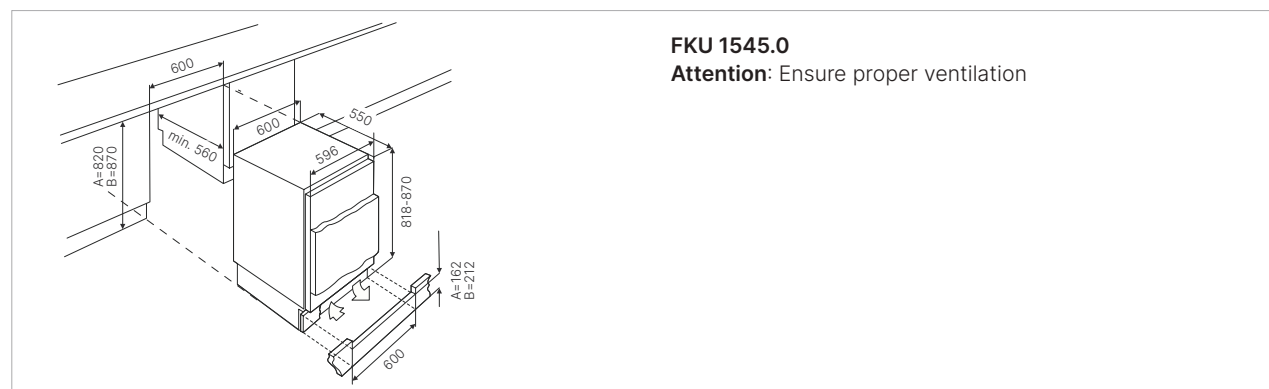 FKU 1545.0
Attention: Ensure proper ventilation
600
min. 560
600
550
596
A=820
B=870
818-870
A=162
B=212
600